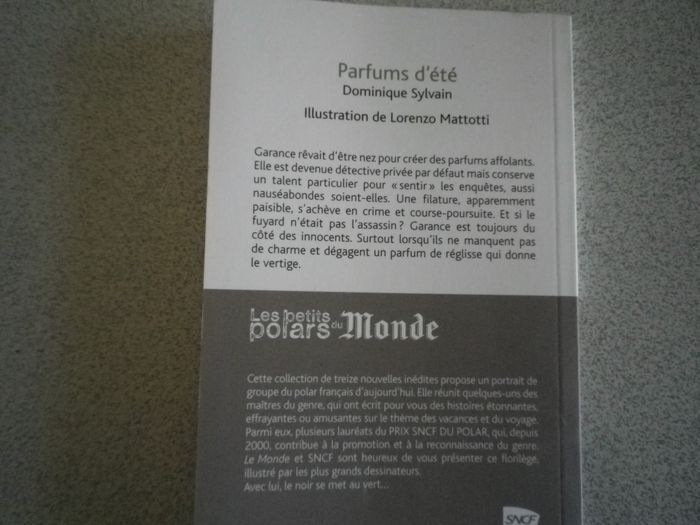 Parfums d'été
Dominique Sylvain
Illustration de Lorenzo Mattotti
Garance rêvait d'être nez pour créer des parfums affolants.
Elle est devenue détective privée par défaut mais conserve
un talent particulier pour «sentir» les enquêtes, aussi
nauséabondes soient-elles. Une filature, apparemment
paisible, s'achève en crime et course-poursuite. Et si le
fuyard n'était pas l'assassin? Garance est toujours du
côté des innocents. Surtout lorsqu'ils ne manquent pas
de charme et dégagent un parfum de réglisse qui donne
le vertige.
Les petits
polars du Monde
Cette collection de treize nouvelles inédites propose un portrait de
groupe du polar français d'aujourd'hui. Elle réunit quelques-uns des
maîtres du genre, qui ont écrit pour vous des histoires étonnantes,
effrayantes ou amusantes sur le thème des vacances et du voyage.
Parmi eux, plusieurs lauréats du PRIX SNCF DU POLAR, qui, depuis
2000, contribue à la promotion et à la reconnaissance du genre.
Le Monde et SNCF sont heureux de vous présenter ce florilège,
illustré par les plus grands dessinateurs.
Avec lui, le noir se met au vert...
SNCF